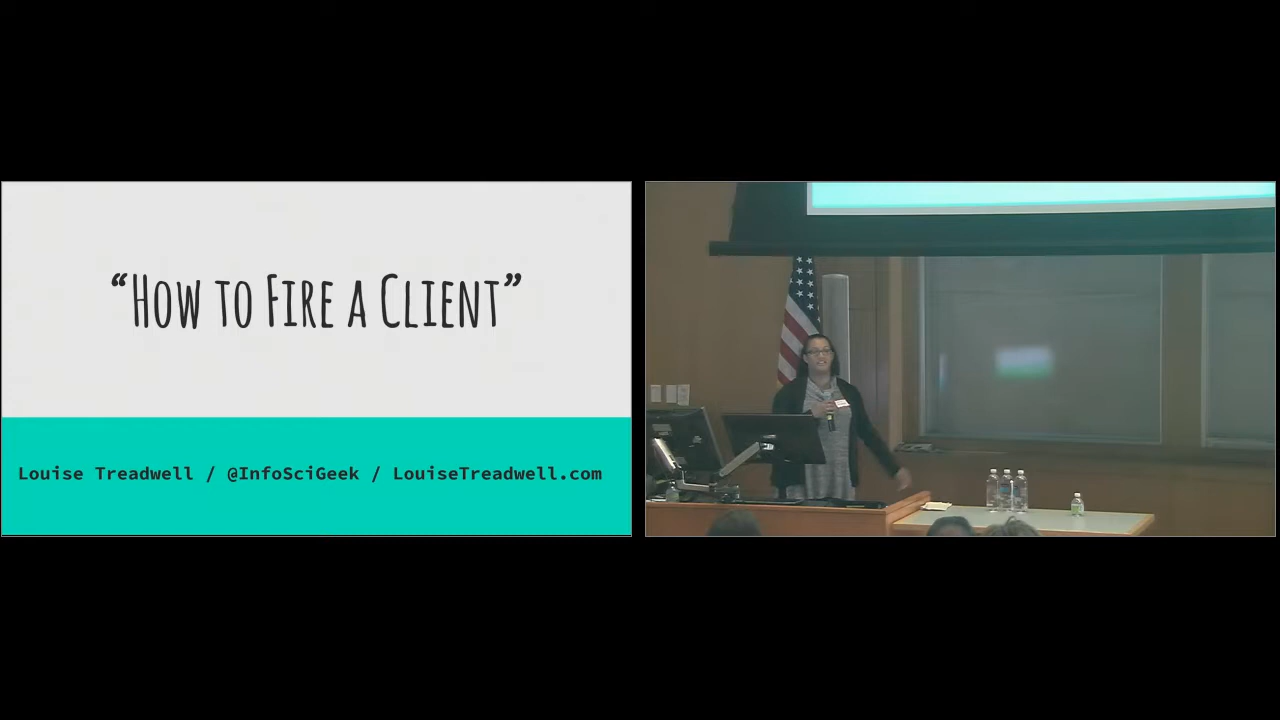 “How to Fire a Client”
Louise Treadwell / @InfoSciGeek / LouiseTreadwell.com